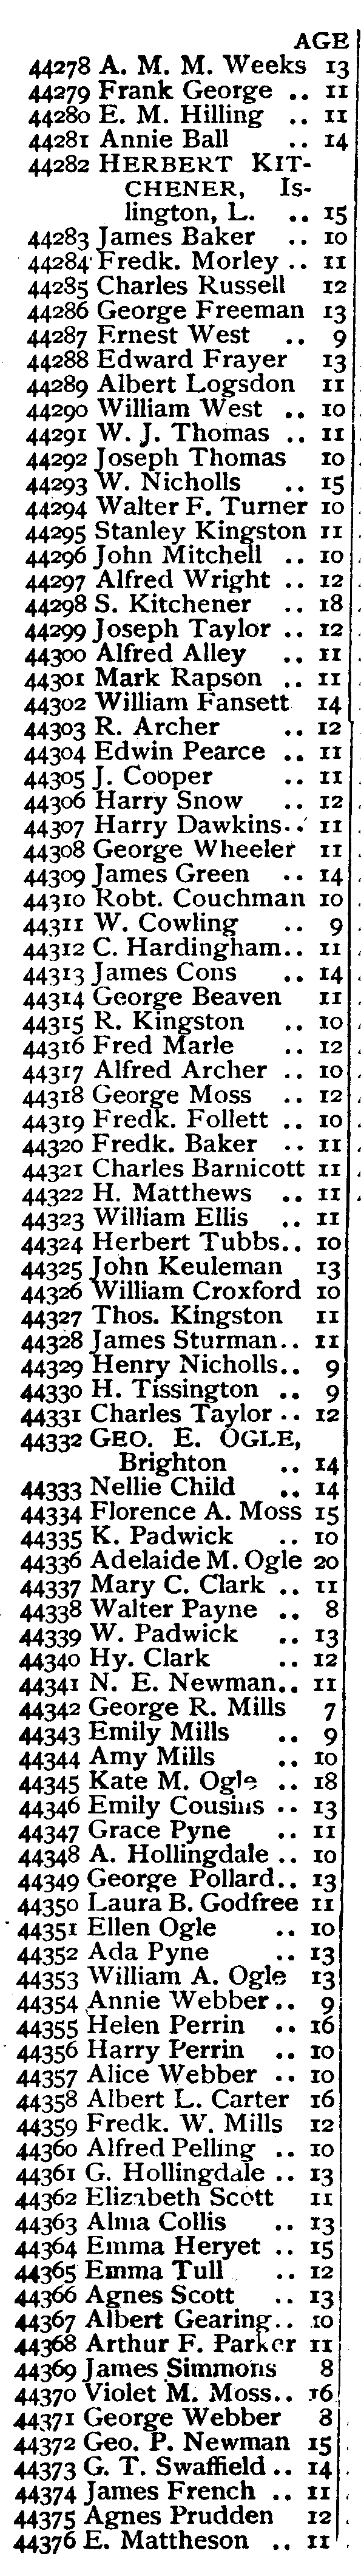 AGE
44278 A. M. M. Weeks 13
44279 Frank George .. 11
44280 E. M. Hilling .. 11
44281 Annie Ball .. 14
44282 HERBERT KIT-
CHENER, Is-
lington, L. .. 15
44283 James Baker .. 10
44284 Fredk. Morley .. 11
44285 Charles Russell 12
44286 George Freeman 13
44287 Ernest West .. 9
44288 Edward Frayer 13
44289 Albert Logsdon 11
44290 William West .. 10
44291 W. J. Thomas .. 11
44292 Joseph Thomas 10
44293 W. Nicholls .. 15
44294 Walter F. Turner 10
44295 Stanley Kingston 11
44296 John Mitchell .. 10
44297 Alfred Wright .. 12
44298 S. Kitchener .. 18
44299 Joseph Taylor .. 12
44300 Alfred Alley .. 11
44301 Mark Rapson .. 11
44302 William Fansett 14
44303 R. Archer .. 12
44304 Edwin Pearce .. 11
44305 J. Cooper .. 11
44306 Harry Snow .. 12
44307 Harry Dawkins.. 11
44308 George Wheeler 11
44309 James Green .. 14
44310 Robt. Couchman 10
44311 W. Cowling .. 9
44312 C. Hardingham.. 11
44313 James Cons .. 14
44314 George Beaven 11
44315 R. Kingston .. 10
44316 Fred Marle .. 12
44317 Alfred Archer .. 10
44318 George Moss .. 12
44319 Fredk. Follett .. 10
44320 Fredk. Baker .. 11
44321 Charles Barnicott 11
44322 H. Matthews .. 11
44323 William Ellis .. 11
44324 Herbert Tubbs.. 10
44325 John Keuleman 13
44326 William Croxford 10
44327 Thos. Kingston 11
44328 James Sturman.. 11
44329 Henry Nicholls.. 9
44330 H. Tissington .. 9
44331 Charles Taylor .. 12
44332 GEO. E. OGLE,
Brighton .. 14
44333 Nellie Child .. 14
44334 Florence A. Moss 15
44335 K. Padwick .. 10
44336 Adelaide M. Ogle 20
44337 Mary C. Clark .. 11
44338 Walter Payne .. 8
44339 W. Padwick .. 13
44340 Hy. Clark .. 12
44341 N. E. Newman.. 11
44342 George R. Mills 7
44343 Emily Mills .. 9
44344 Amy Mills .. 10
44345 Kate M. Ogle .. 18
44346 Emily Cousins .. 13
44347 Grace Pyne .. 11
44348 A. Hollingdale .. 10
44349 George Pollard.. 13
44350 Laura B. Godfree 11
44351 Ellen Ogle .. 10
44352 Ada Pyne .. 13
44353 William A. Ogle 13
44354 Annie Webber .. 9
44355 Helen Perrin .. 16
44356 Harry Perrin .. 10
44357 Alice Webber .. 10
44358 Albert L. Carter 16
44359 Fredk. W. Mills 12
44360 Alfred Pelling .. 10
44361 G. Hollingdale .. 13
44362 Elizabeth Scott 11
44363 Alma Collis .. 13
44364 Emma Heryet .. 15
44365 Emma Tull .. 12
44366 Agnes Scott .. 13
44367 Albert Gearing.. 10
44368 Arthur F. Parker 11
44369 James Simmons 8
44370 Violet M. Moss.. 16
44371 George Webber 8
44372 Geo. P. Newman 15
44373 G. T. Swaffield .. 14
44374 James French .. 11
44375 Agnes Prudden 12
44376 E. Mattheson .. 11